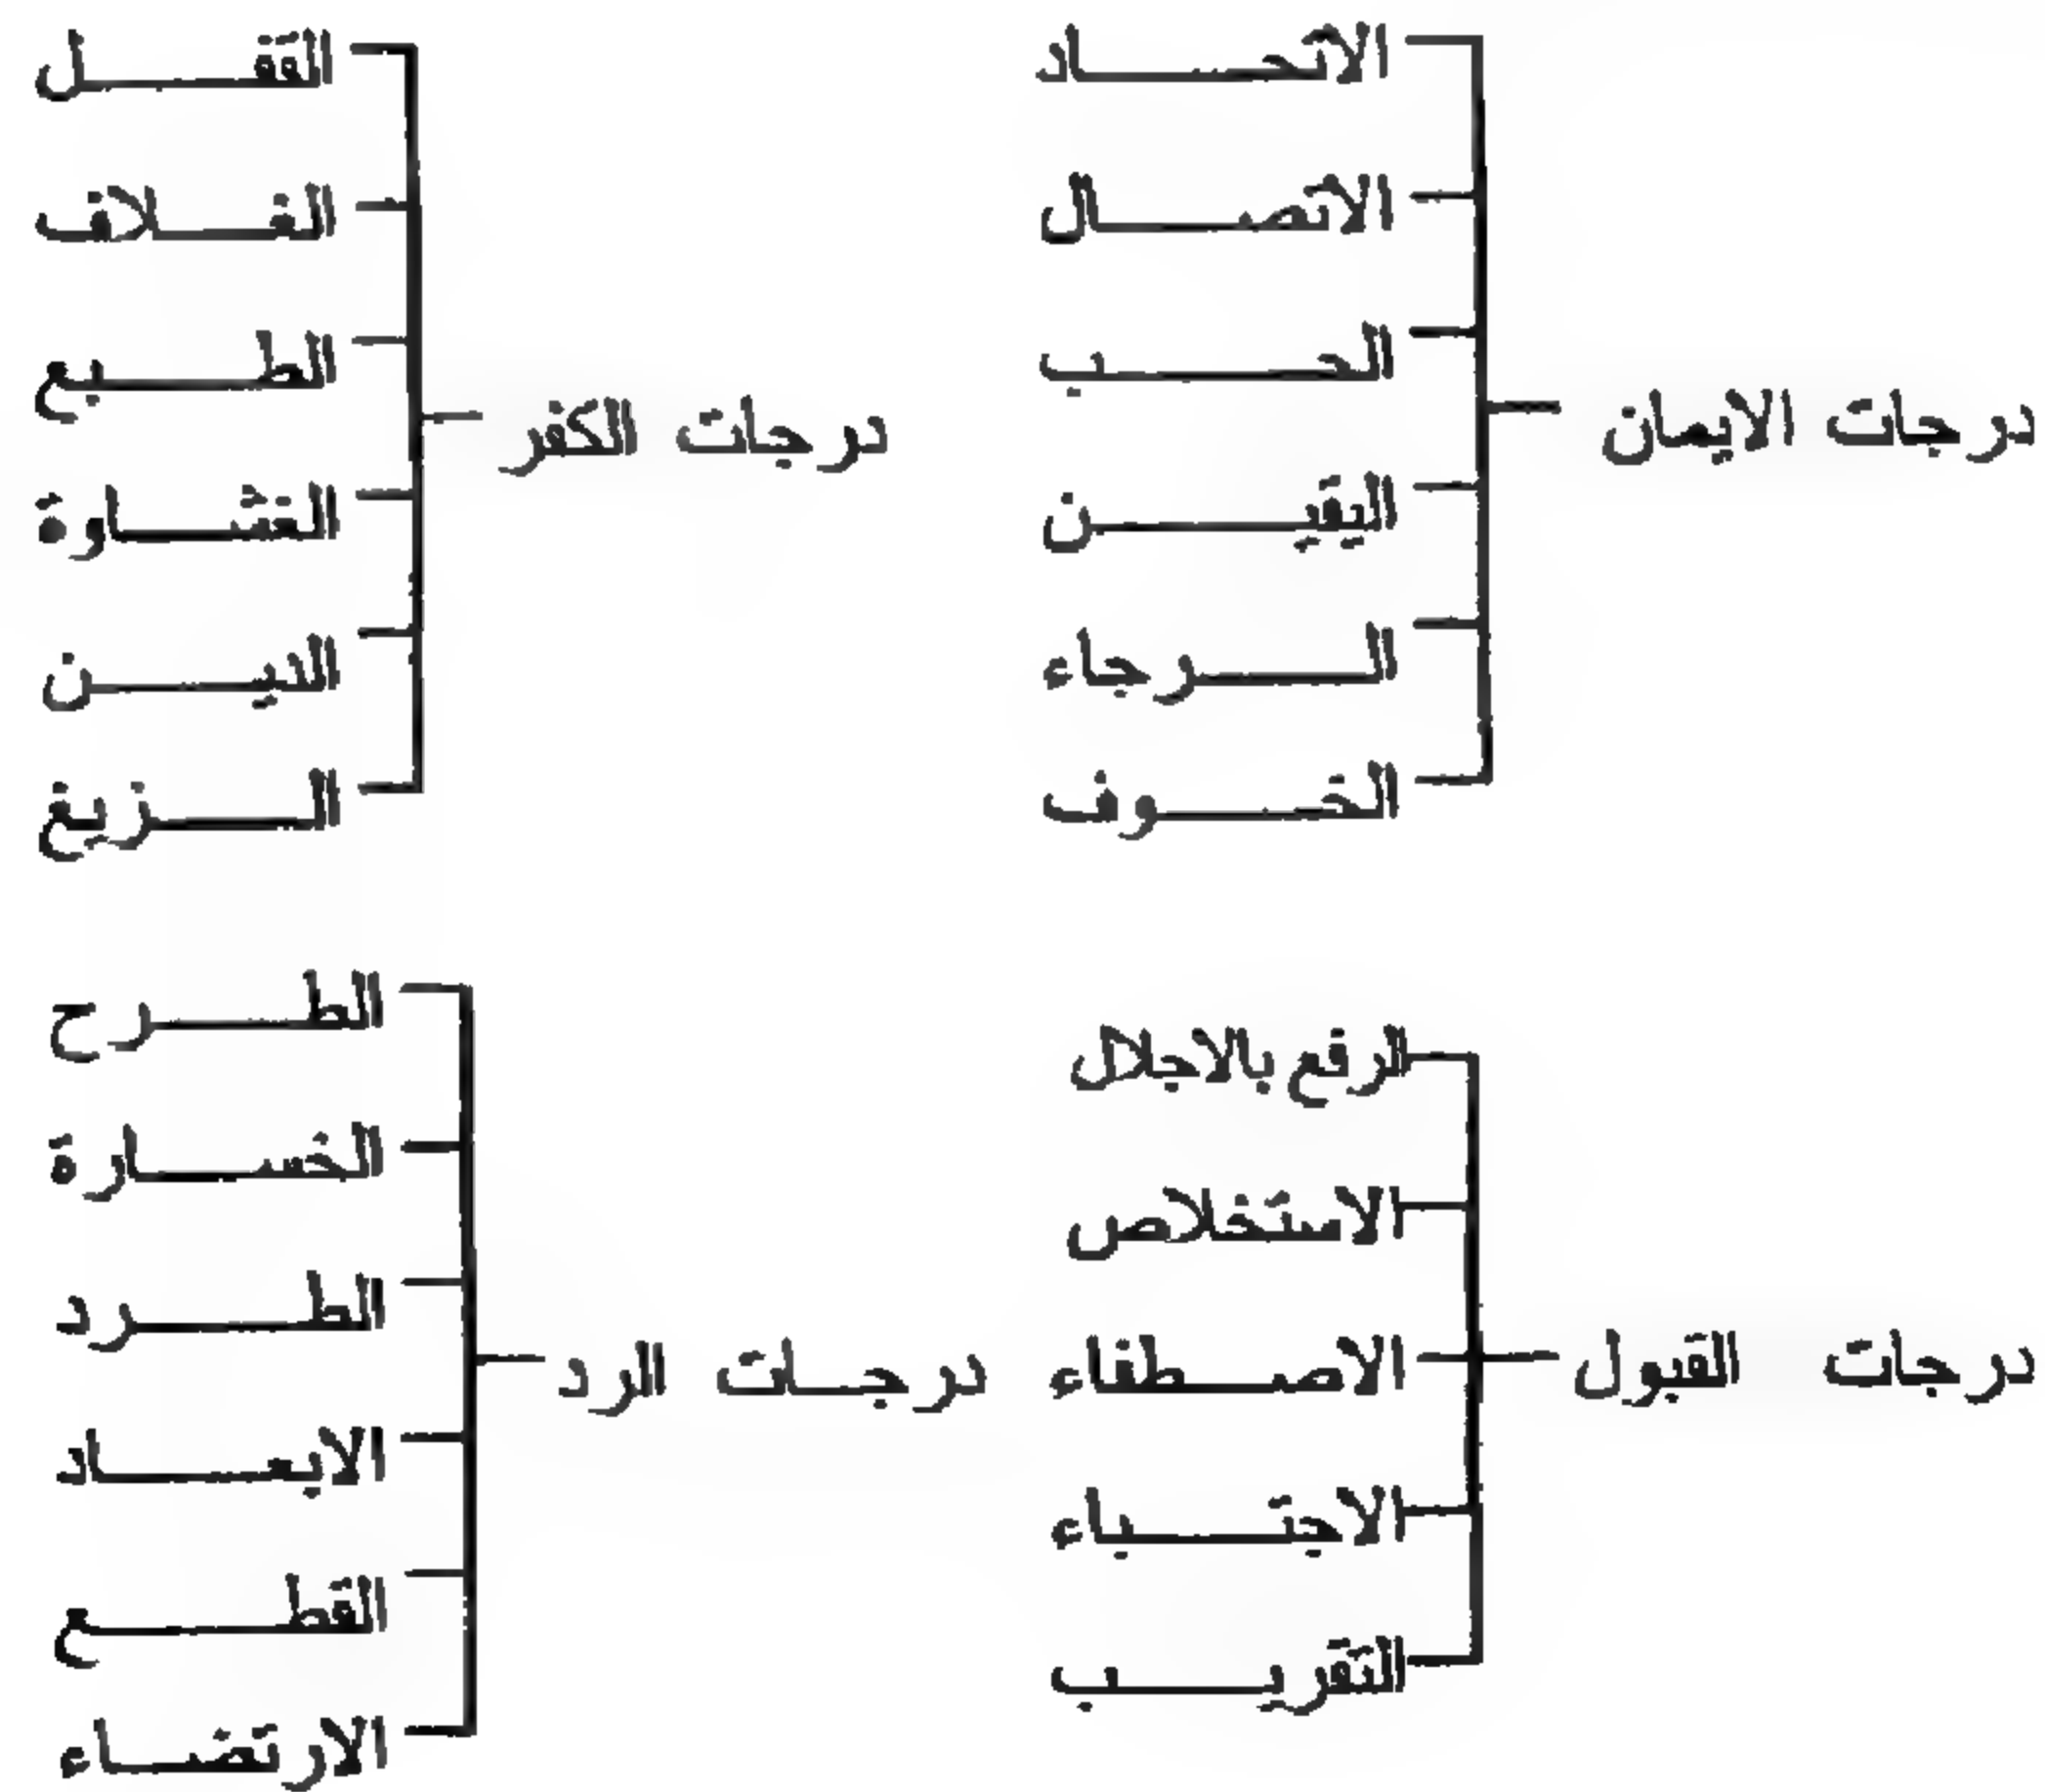 درجات الايمان
الاتحاد
الاتصال
الحب
اليقين
الرجاء
الخوف
درجات الكفر
القفل
الغلاف
الطبع
الغشاوة
الزيغ
درجات القبول
الرفع بالاجلال
الاستخلاص
الاصطفاء
الاجتباء
التقريب
درجات الرد
الطرح
الخسارة
الطرد
الابعاد
القطع
الارتضاء